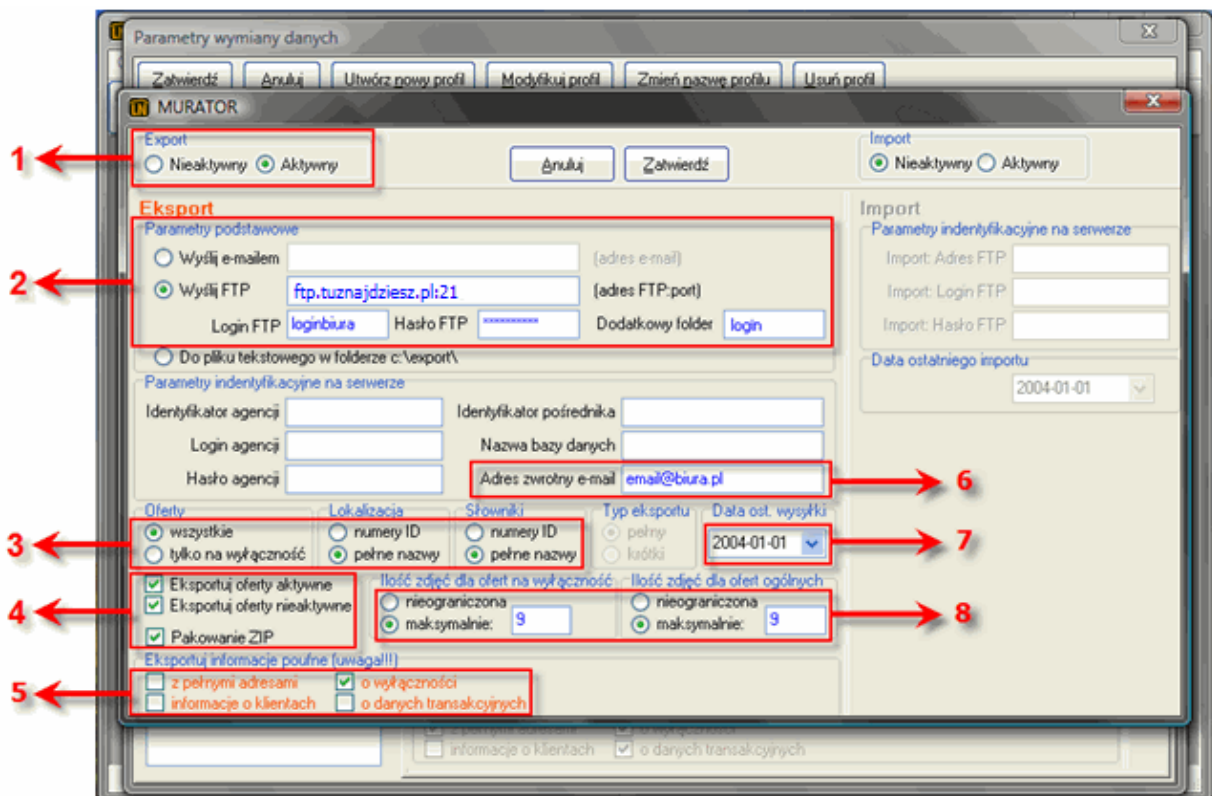 Parametry wymiany danych
Zatwierdź Anuluj Utwórz nowy profil Modyfikuj profil Zmień nazwę profilu Usuń profil
MURATOR
Export
Import
1
Nieaktywny Aktywny
Anuluj Zatwierdź
Nieaktywny Aktywny
Eksport
Import
Parametry podstawowe
Parametry indentyfikacyjne na serwerze
Wyślij e-mailem (adres e-mail)
Import: Adres FTP
2
Wyślij FTP ftp.tuznajdziesz.pl:21 (adres FTP:port)
Import: Login FTP
Login FTP loginbiura Hasło FTP ********** Dodatkowy folder login
Import: Hasło FTP
Do pliku tekstowego w folderze c:\export\
Data ostatniego importu
2004-01-01
Parametry indentyfikacyjne na serwerze
Identyfikator agencji Identyfikator pośrednika
Login agencji Nazwa bazy danych
Hasło agencji Adres zwrotny e-mail email@biura.pl
6
Oferty Lokalizacja Słowniki Typ eksportu Data ost. wysyłki
3
wszystkie numery ID numery ID pełny 2004-01-01
7
tylko na wyłączność pełne nazwy pełne nazwy krótki
4
Eksportuj oferty aktywne
Ilość zdjęć dla ofert na wyłączność Ilość zdjęć dla ofert ogólnych
Eksportuj oferty nieaktywne nieograniczona nieograniczona
Pakowanie ZIP maksymalnie: 9 maksymalnie: 9
8
Eksportuj informacje poufne (uwaga!!!)
5
z pełnymi adresami o wyłączności
informacje o klientach o danych transakcyjnych
z pełnymi adresami o wyłączności
informacje o klientach o danych transakcyjnych